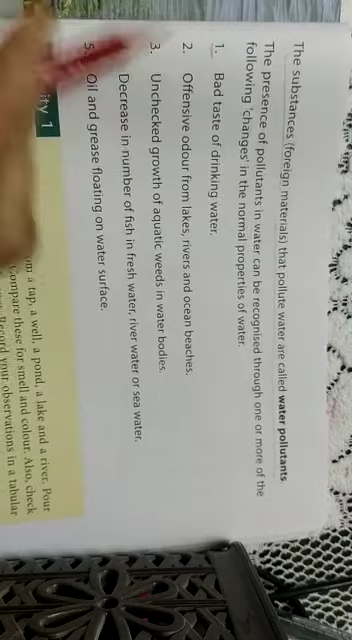 The substances (foreign materials) that pollute water are called water pollutants.
The presence of pollutants in water can be recognised through one or more of the
following 'changes' in the normal properties of water.
1. Bad taste of drinking water.
2. Offensive odour from lakes, rivers and ocean beaches.
3. Unchecked growth of aquatic weeds in water bodies.
Decrease in number of fish in fresh water, river water or sea water.
5. Oil and grease floating on water surface.
ity 1
a tap, a well, a pond, a lake and a river. Pour
Compare these for smell and colour. Also, check
Record your observations in a tabular